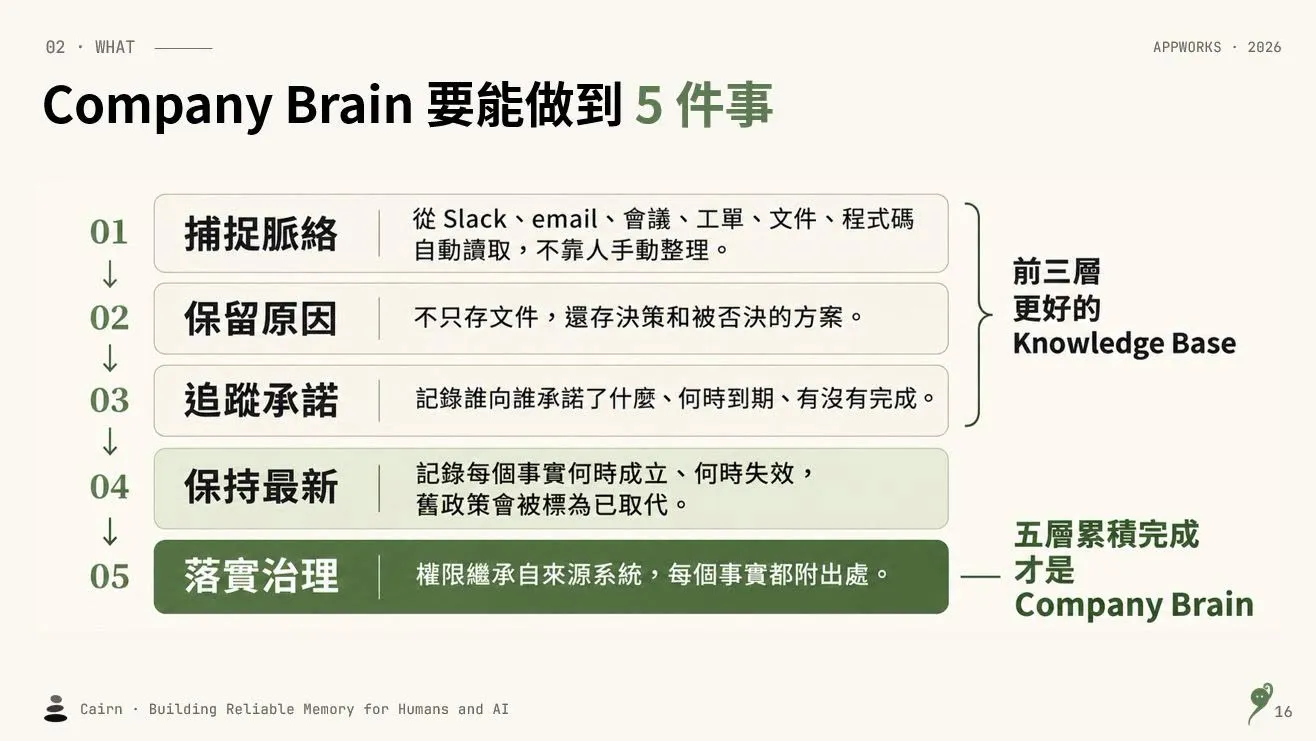 02 · WHAT
APPWORKS · 2026
Company Brain 要能做到 5 件事
01
捕捉脈絡
從 Slack、email、會議、工單、文件、程式碼
自動讀取，不靠人手動整理。
02
保留原因
不只存文件，還存決策和被否決的方案。
03
追蹤承諾
記錄誰向誰承諾了什麼、何時到期、有沒有完成。
前三層
更好的
Knowledge Base
04
保持最新
記錄每個事實何時成立、何時失效，
舊政策會被標為已取代。
05
落實治理
權限繼承自來源系統，每個事實都附出處。
五層累積完成
才是
Company Brain
Cairn · Building Reliable Memory for Humans and AI
16